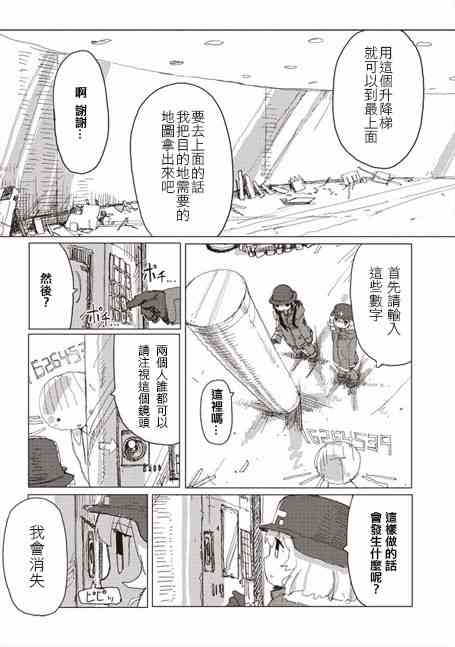 用這個升降梯
就可以到最上面
要去上面的話
我把目的地需要的
地圖拿出來吧
啊 謝謝…
首先請輸入
這些數字
這裡嗎…
16264539
ポチ…
ポチ…
然後？
兩個人誰都可以
請注視這個鏡頭
1626453
這樣做的話
會發生什麼呢？
ピピッ
我會消失